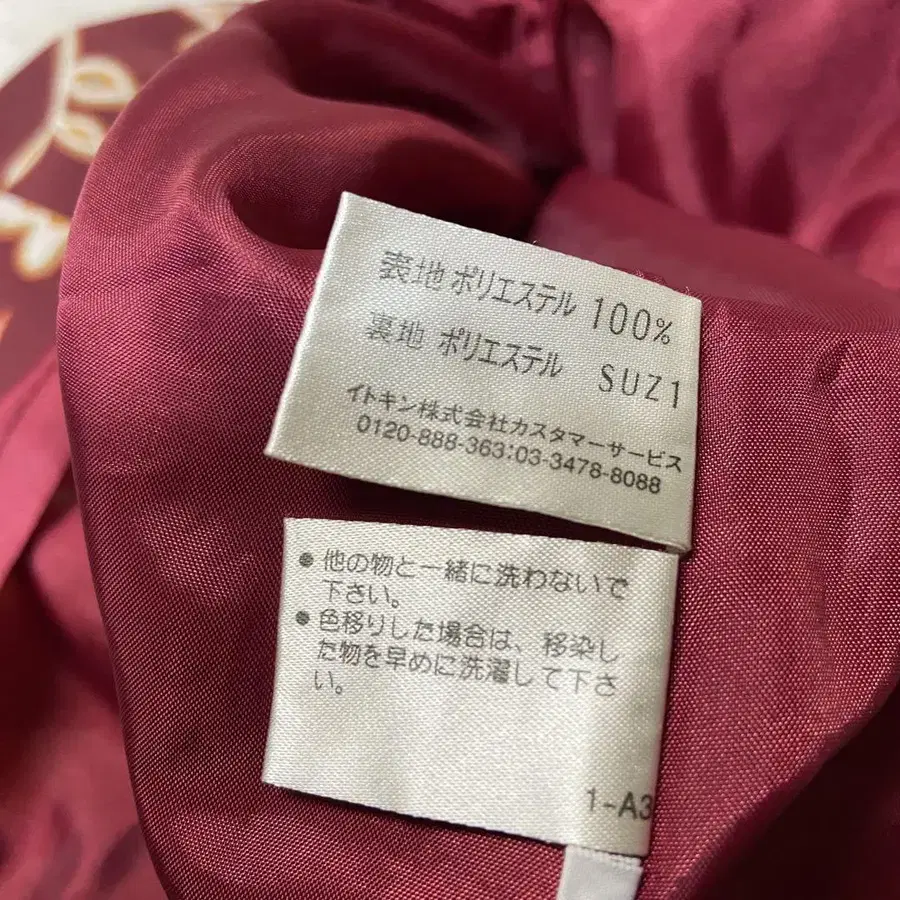 表地 ポリエステル 100%
裏地 ポリエステル SUZ1
イトキン株式会社カスタマーサービス
0120-888-363:03-3478-8088
● 他の物と一緒に洗わないで
下さい。
● 色移りした場合は、移染し
た物を早めに洗濯して下さ
い。
1-A3